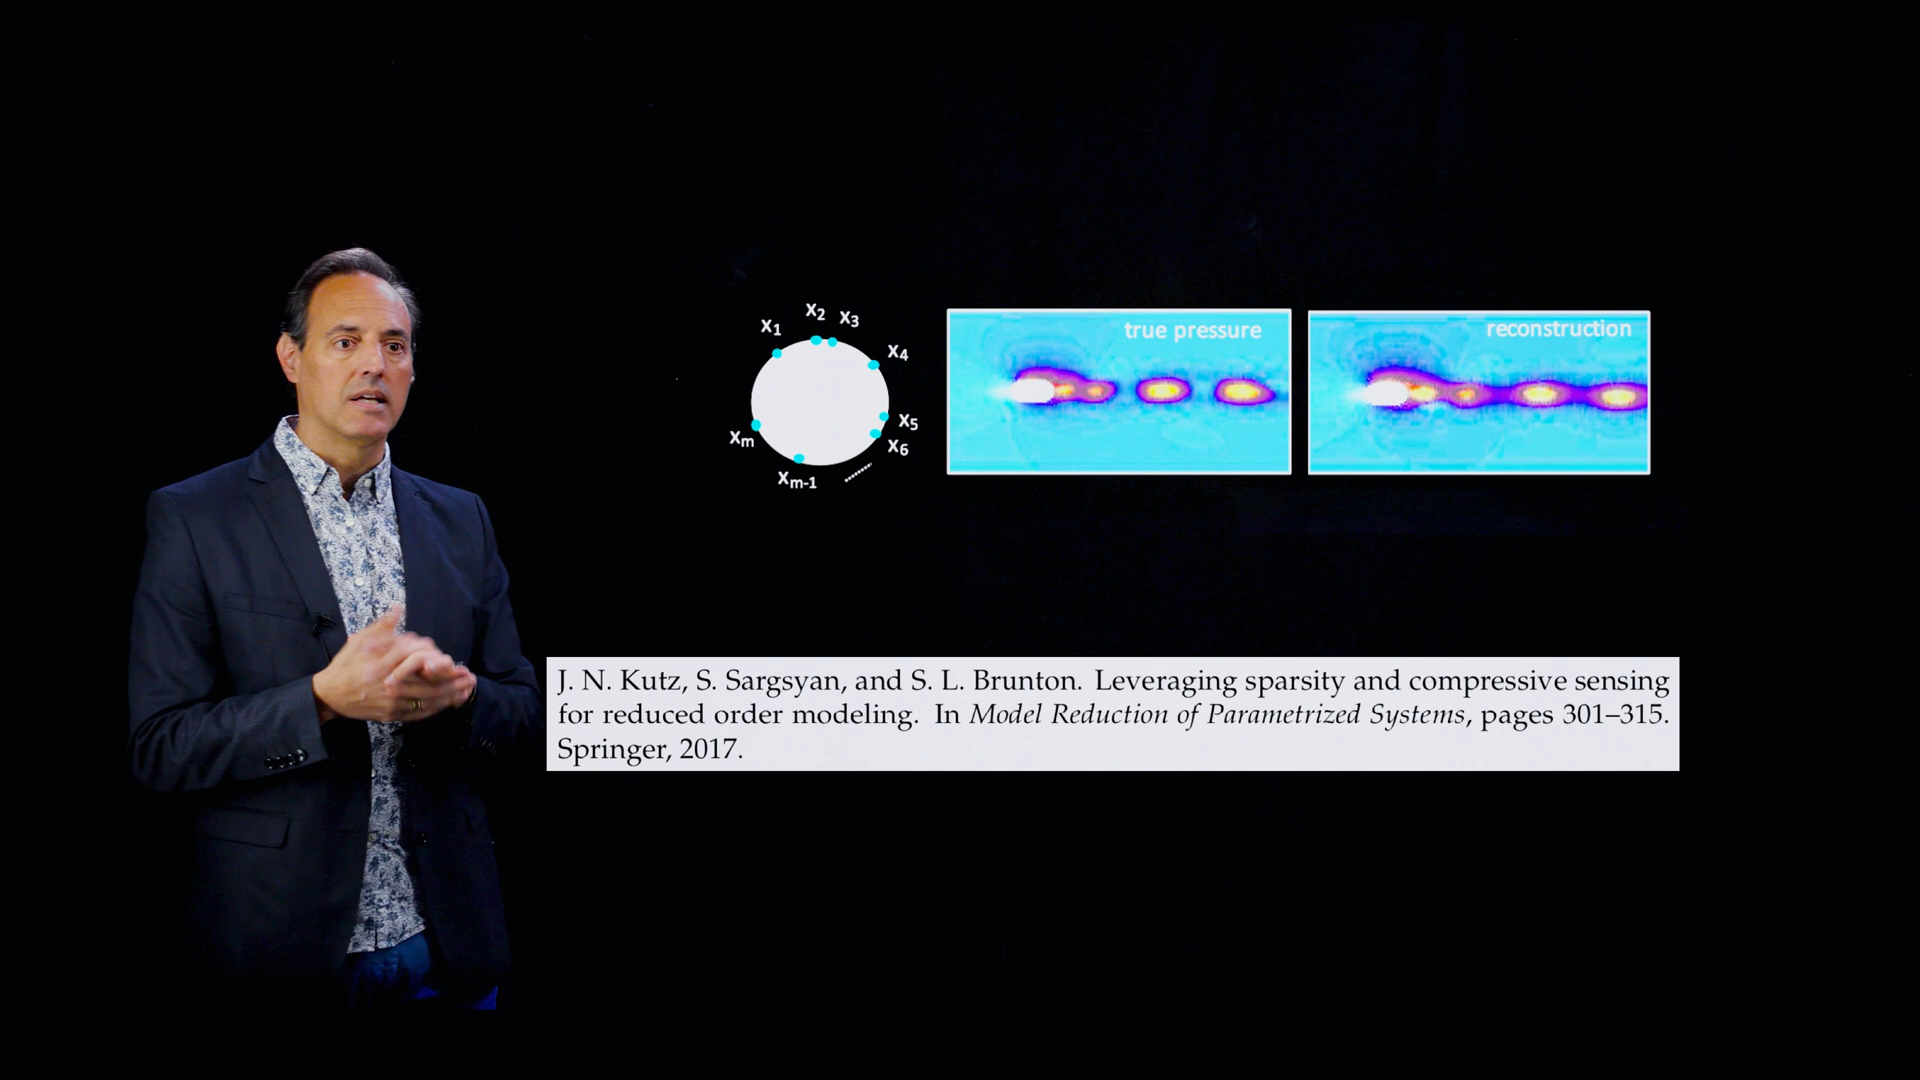 x1
x2
x3
x4
x5
x6
xm-1
xm
true pressure
reconstruction
J. N. Kutz, S. Sargsyan, and S. L. Brunton. Leveraging sparsity and compressive sensing
for reduced order modeling. In Model Reduction of Parametrized Systems, pages 301–315.
Springer, 2017.